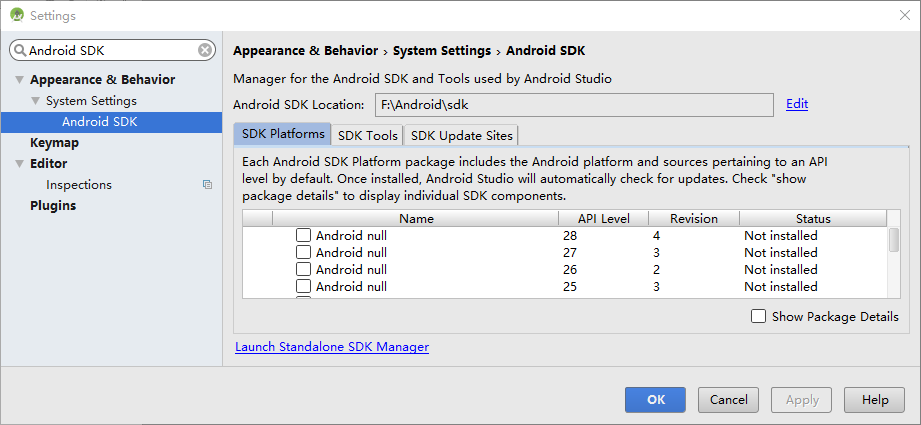 Settings
Android SDK
Appearance & Behavior
System Settings
Android SDK
Keymap
Editor
Inspections
Plugins
Appearance & Behavior › System Settings › Android SDK
Manager for the Android SDK and Tools used by Android Studio
Android SDK Location: F:\Android\sdk Edit
SDK Platforms SDK Tools SDK Update Sites
Each Android SDK Platform package includes the Android platform and sources pertaining to an API
level by default. Once installed, Android Studio will automatically check for updates. Check "show
package details" to display individual SDK components.
Name API Level Revision Status
Android null 28 4 Not installed
Android null 27 3 Not installed
Android null 26 2 Not installed
Android null 25 3 Not installed
Show Package Details
Launch Standalone SDK Manager
OK Cancel Apply Help